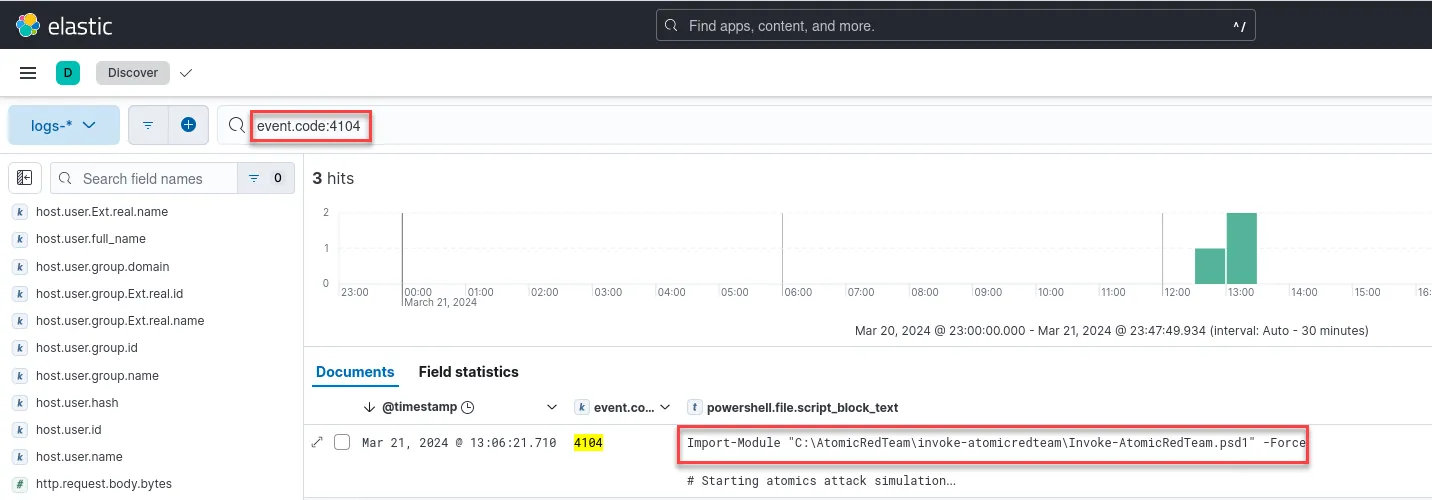 elastic
Find apps, content, and more.
^/
D
Discover
logs-*
event.code:4104
Search field names
0
3 hits
k host.user.Ext.real.name
k host.user.full_name
k host.user.group.domain
k host.user.group.Ext.real.id
k host.user.group.Ext.real.name
k host.user.group.id
k host.user.group.name
k host.user.hash
k host.user.id
k host.user.name
# http.request.body.bytes
2
1
0
23:00 00:00 01:00 02:00 03:00 04:00 05:00 06:00 07:00 08:00 09:00 10:00 11:00 12:00 13:00 14:00 15:00 16:
March 21, 2024
Mar 20, 2024 @ 23:00:00.000 - Mar 21, 2024 @ 23:47:49.934 (interval: Auto - 30 minutes)
Documents Field statistics
@timestamp k event.co... t powershell.file.script_block_text
Mar 21, 2024 @ 13:06:21.710 4104 Import-Module "C:\AtomicRedTeam\invoke-atomicredteam\Invoke-AtomicRedTeam.psd1" -Force
# Starting atomics attack simulation…